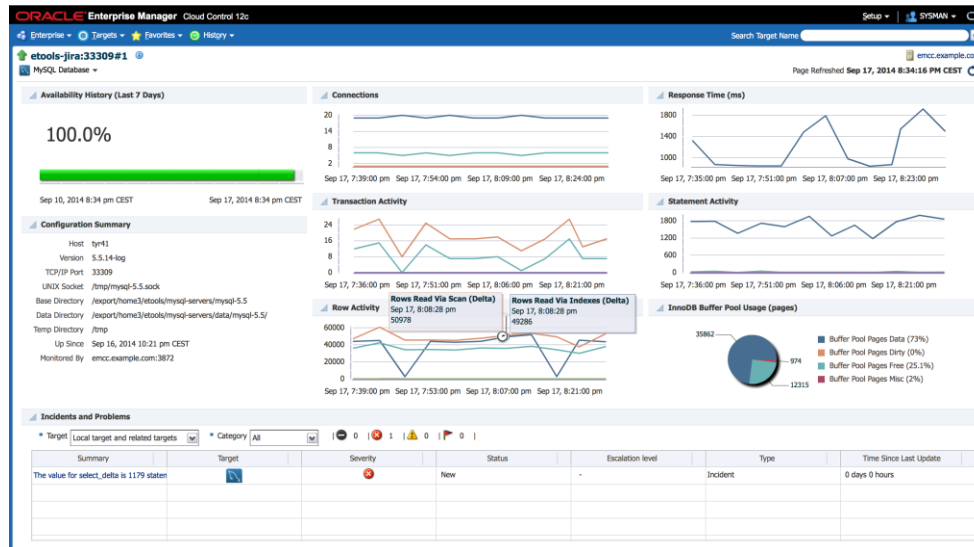 ORACLE Enterprise Manager Cloud Control 12c
Setup
SYSMAN
Enterprise
Targets
Favorites
History
Search Target Name
etools-jira:33309#1
emcc.example.co
MySQL Database
Page Refreshed Sep 17, 2014 8:34:16 PM CEST
Availability History (Last 7 Days)
100.0%
Sep 10, 2014 8:34 pm CEST
Sep 17, 2014 8:34 pm CEST
Configuration Summary
Host tyr41
Version 5.5.14-log
TCP/IP Port 33309
UNIX Socket /tmp/mysql-5.5.sock
Base Directory /export/home3/etools/mysql-servers/mysql-5.5
Data Directory /export/home3/etools/mysql-servers/data/mysql-5.5/
Temp Directory /tmp
Up Since Sep 16, 2014 10:21 pm CEST
Monitored By emcc.example.com:3872
Connections
20
14
8
2
Sep 17, 7:39:00 pm Sep 17, 7:54:00 pm Sep 17, 8:09:00 pm Sep 17, 8:24:00 pm
Transaction Activity
24
16
8
0
Sep 17, 7:36:00 pm Sep 17, 7:51:00 pm Sep 17, 8:06:00 pm Sep 17, 8:21:00 pm
Row Activity
Rows Read Via Scan (Delta)
Sep 17, 8:08:28 pm
50978
Rows Read Via Indexes (Delta)
Sep 17, 8:08:28 pm
49286
60000
40000
20000
0
Sep 17, 7:39:00 pm Sep 17, 7:53:00 pm Sep 17, 8:07:00 pm Sep 17, 8:21:00 pm
Response Time (ms)
1800
1400
1000
Sep 17, 7:35:00 pm Sep 17, 7:51:00 pm Sep 17, 8:07:00 pm Sep 17, 8:23:00 pm
Statement Activity
1800
1200
600
0
Sep 17, 7:36:00 pm Sep 17, 7:51:00 pm Sep 17, 8:06:00 pm Sep 17, 8:21:00 pm
InnoDB Buffer Pool Usage (pages)
35862
974
12315
Buffer Pool Pages Data (73%)
Buffer Pool Pages Dirty (0%)
Buffer Pool Pages Free (25.1%)
Buffer Pool Pages Misc (2%)
Incidents and Problems
* Target Local target and related targets * Category All | 0 | 1 | 0 | 0 |
Summary Target Severity Status Escalation level Type Time Since Last Update
The value for select_delta is 1179 statem New - Incident 0 days 0 hours